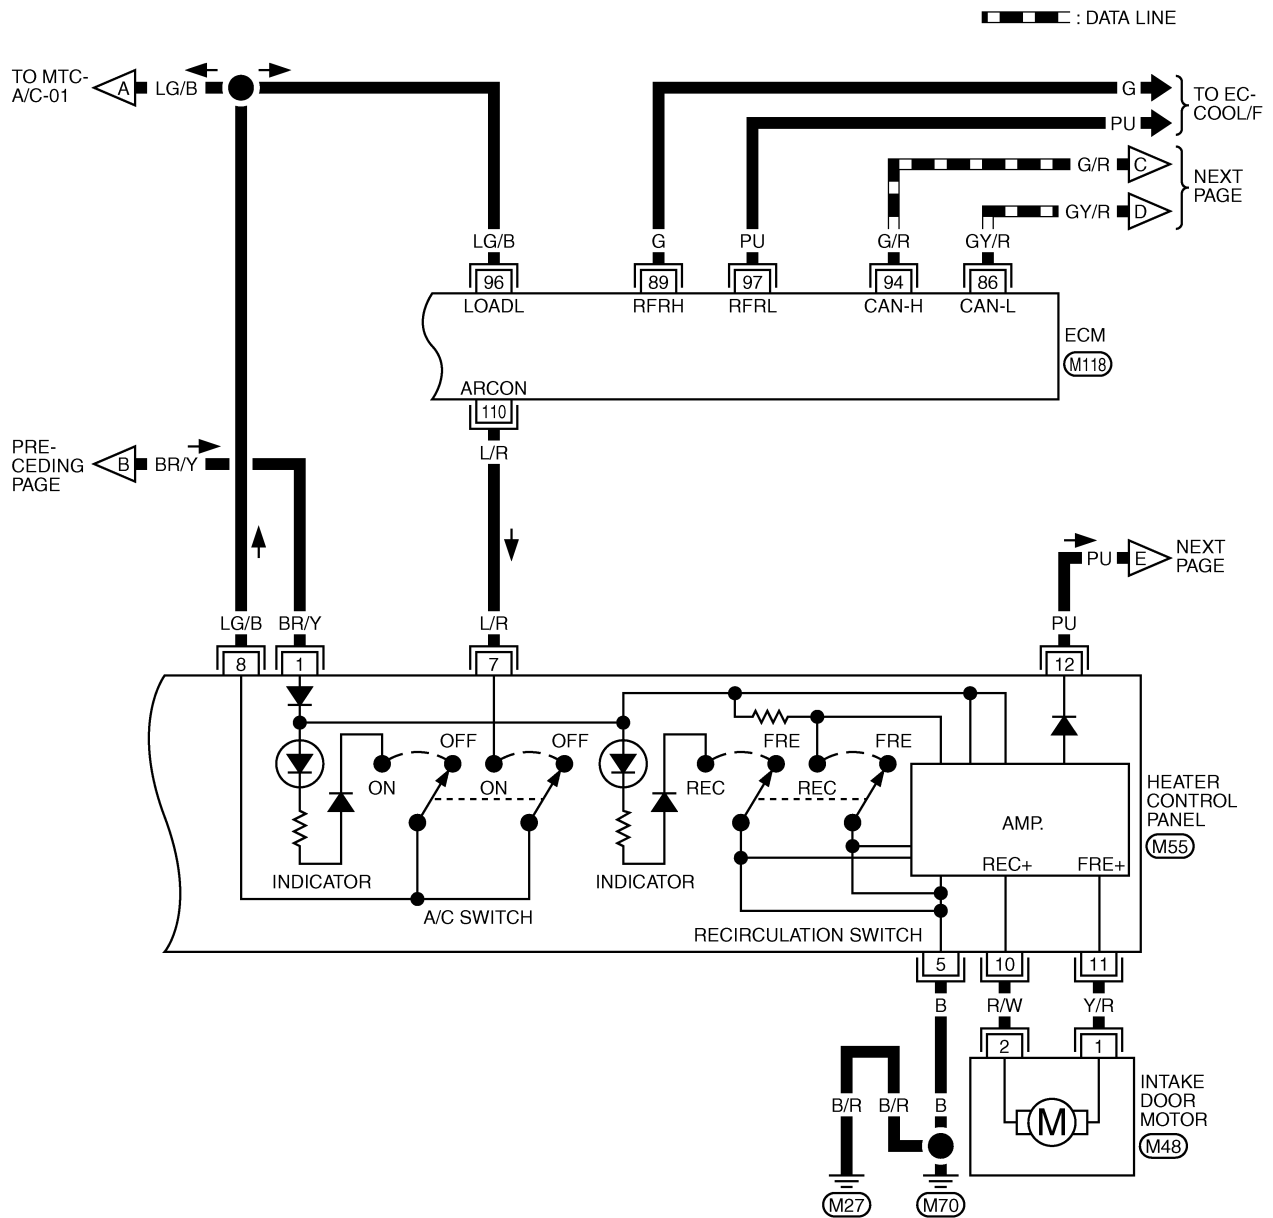 : DATA LINE
TO MTC-
A/C-01
A
LG/B
G
PU
TO EC-
COOL/F
G/R
C
GY/R
D
NEXT
PAGE
LG/B
G
PU
G/R
GY/R
96
89
97
94
86
LOADL
RFRH
RFRL
CAN-H
CAN-L
ECM
M118
ARCON
110
PRE-
CEDING
PAGE
B
BR/Y
L/R
PU
E
NEXT
PAGE
LG/B
BR/Y
L/R
PU
8
1
7
12
OFF
OFF
FRE
FRE
ON
ON
REC
REC
HEATER
CONTROL
PANEL
M55
AMP.
REC+
FRE+
INDICATOR
INDICATOR
A/C SWITCH
RECIRCULATION SWITCH
5
10
11
B
R/W
Y/R
2
1
B/R
B/R
B
M
INTAKE
DOOR
MOTOR
M48
M27
M70